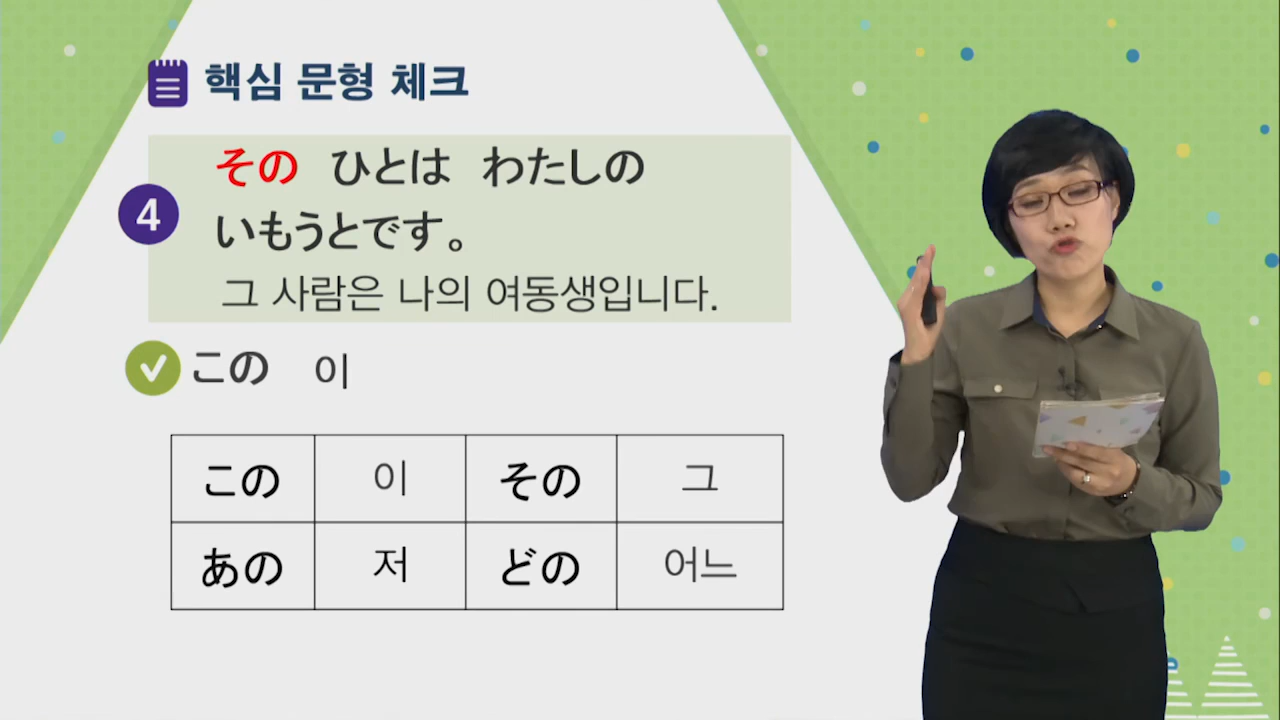 핵심 문형 체크
4
その ひとは わたしの
いもうとです。
그 사람은 나의 여동생입니다.
この 이
この 이 その 그
あの 저 どの 어느